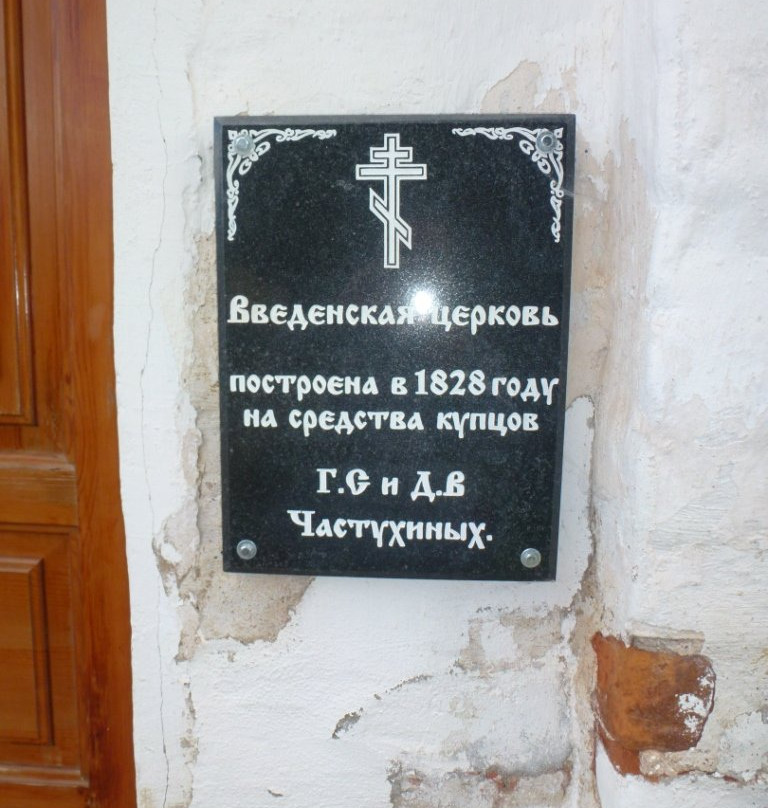 Введенская церковь
построена в 1828 году
на средства купцов
Г.С и Д.В
Частухиных.